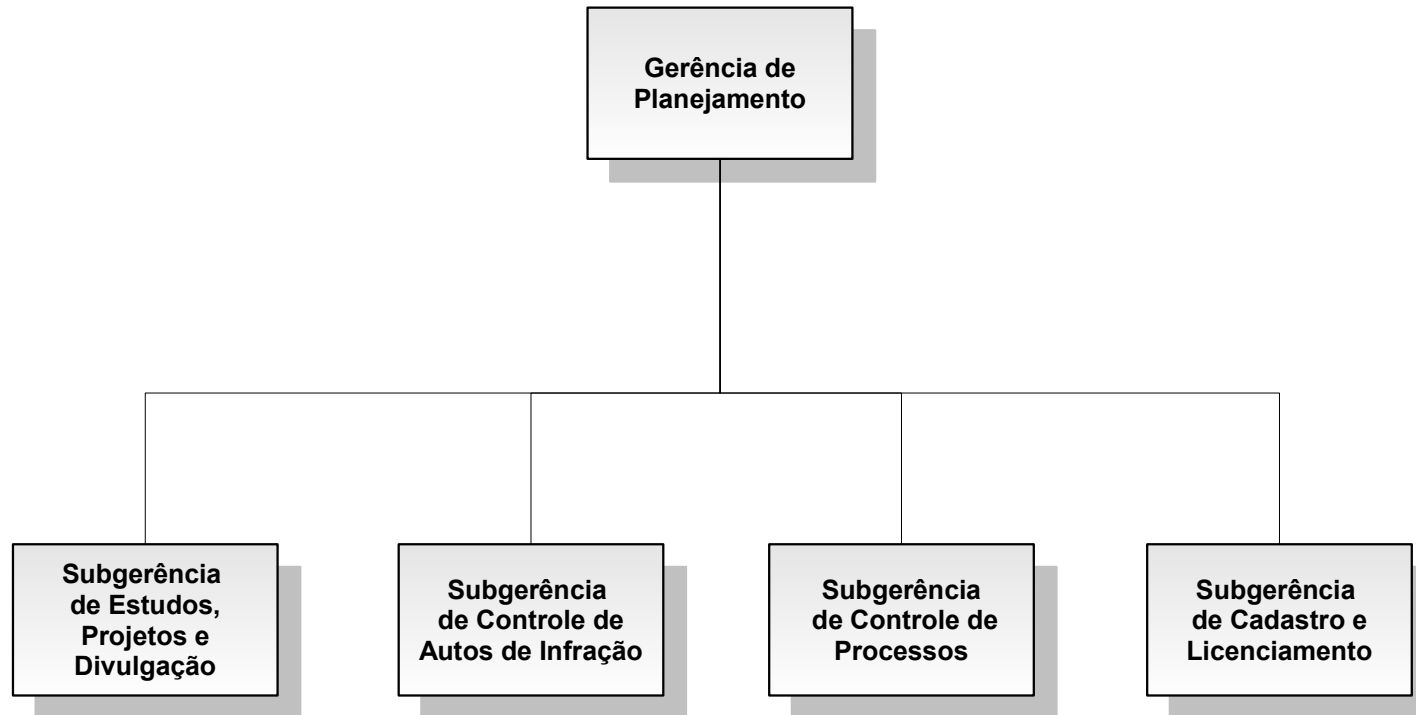 Gerência de
Planejamento
Subgerência
de Estudos,
Projetos e
Divulgação
Subgerência
de Controle de
Autos de Infração
Subgerência
de Controle de
Processos
Subgerência
de Cadastro e
Licenciamento